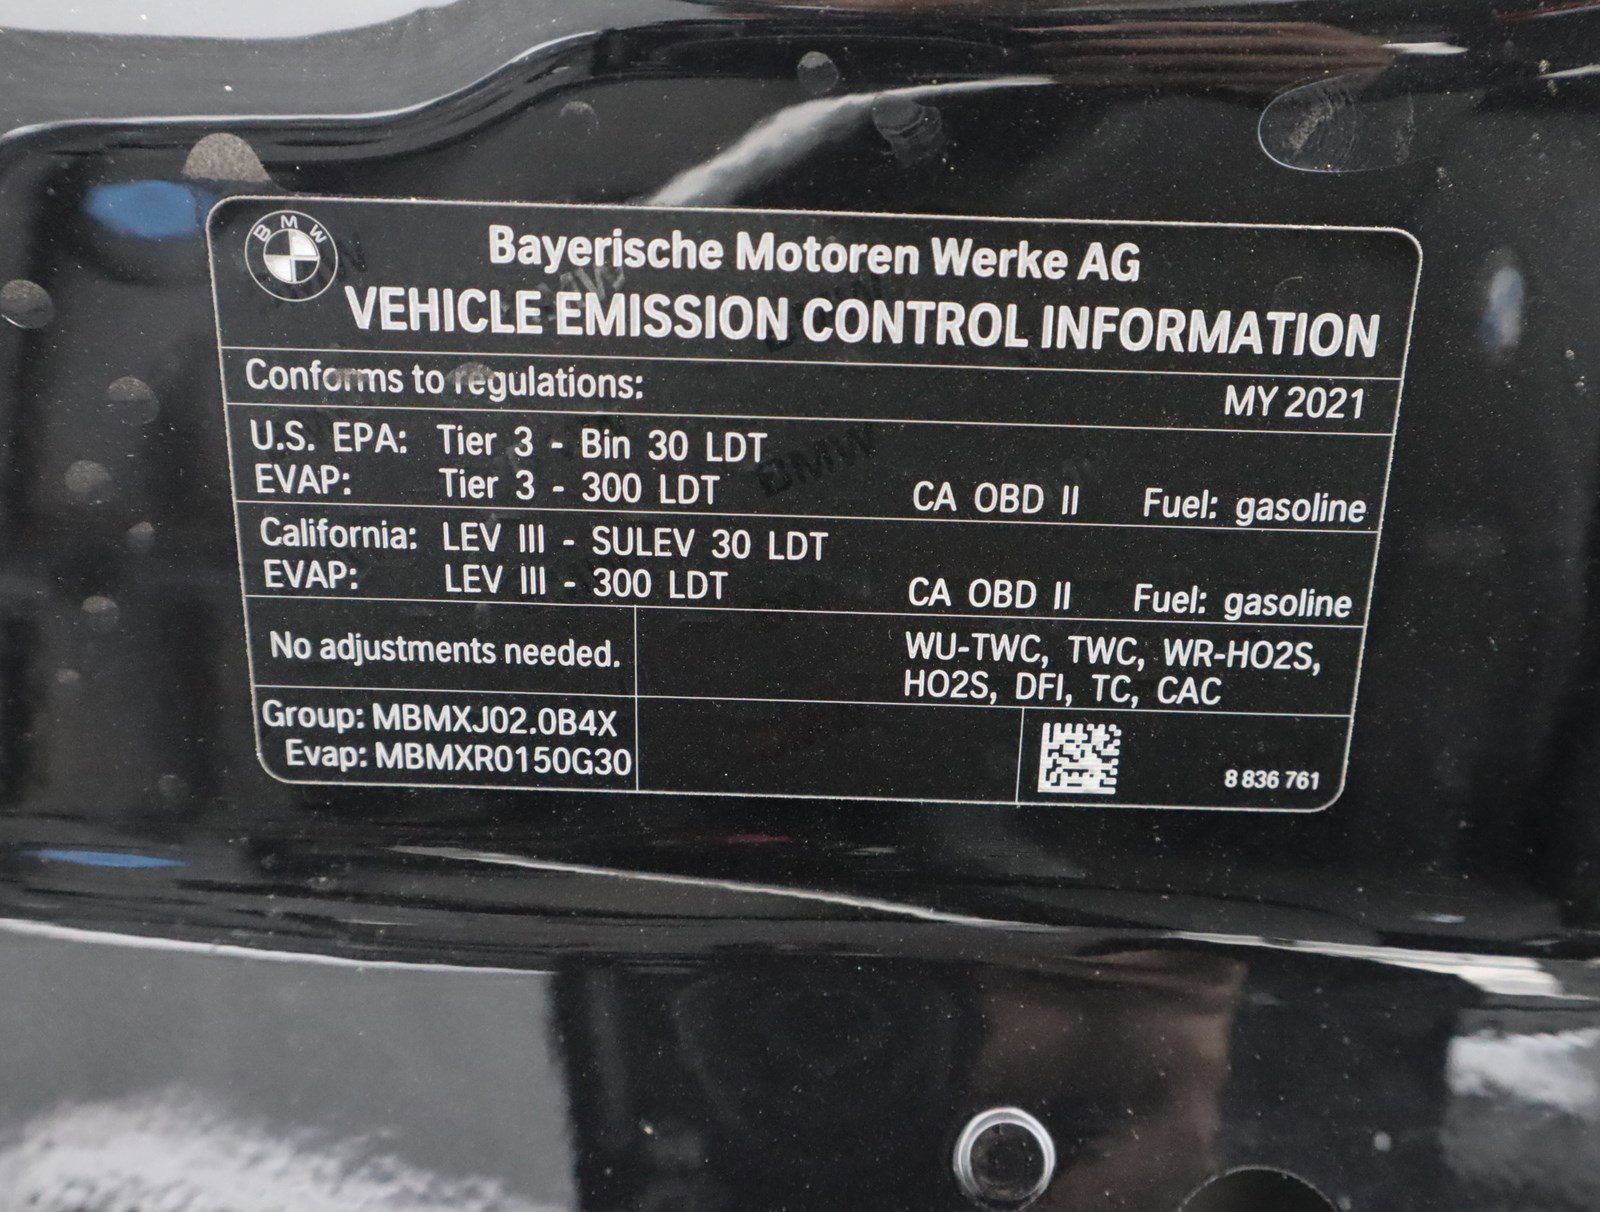 BMW
Bayerische Motoren Werke AG
VEHICLE EMISSION CONTROL INFORMATION
Conforms to regulations: MY 2021
U.S. EPA: Tier 3 - Bin 30 LDT
EVAP: Tier 3 - 300 LDT CA OBD II Fuel: gasoline
California: LEV III - SULEV 30 LDT
EVAP: LEV III - 300 LDT CA OBD II Fuel: gasoline
No adjustments needed.
WU-TWC, TWC, WR-HO2S,
HO2S, DFI, TC, CAC
Group: MBMXJ02.0B4X
Evap: MBMXR0150G30
8 836 761